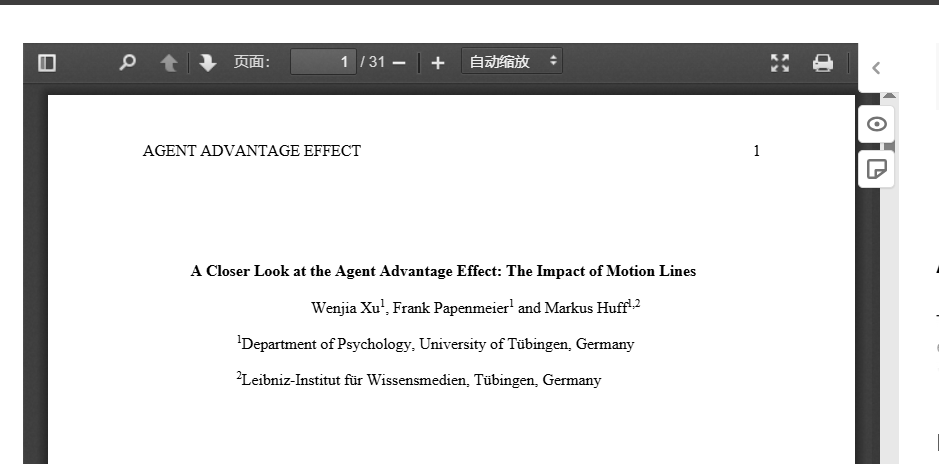 页面: 1 / 31 自动缩放
AGENT ADVANTAGE EFFECT 1
A Closer Look at the Agent Advantage Effect: The Impact of Motion Lines
Wenjia Xu¹, Frank Papenmeier¹ and Markus Huff¹,²
¹Department of Psychology, University of Tübingen, Germany
²Leibniz-Institut für Wissensmedien, Tübingen, Germany